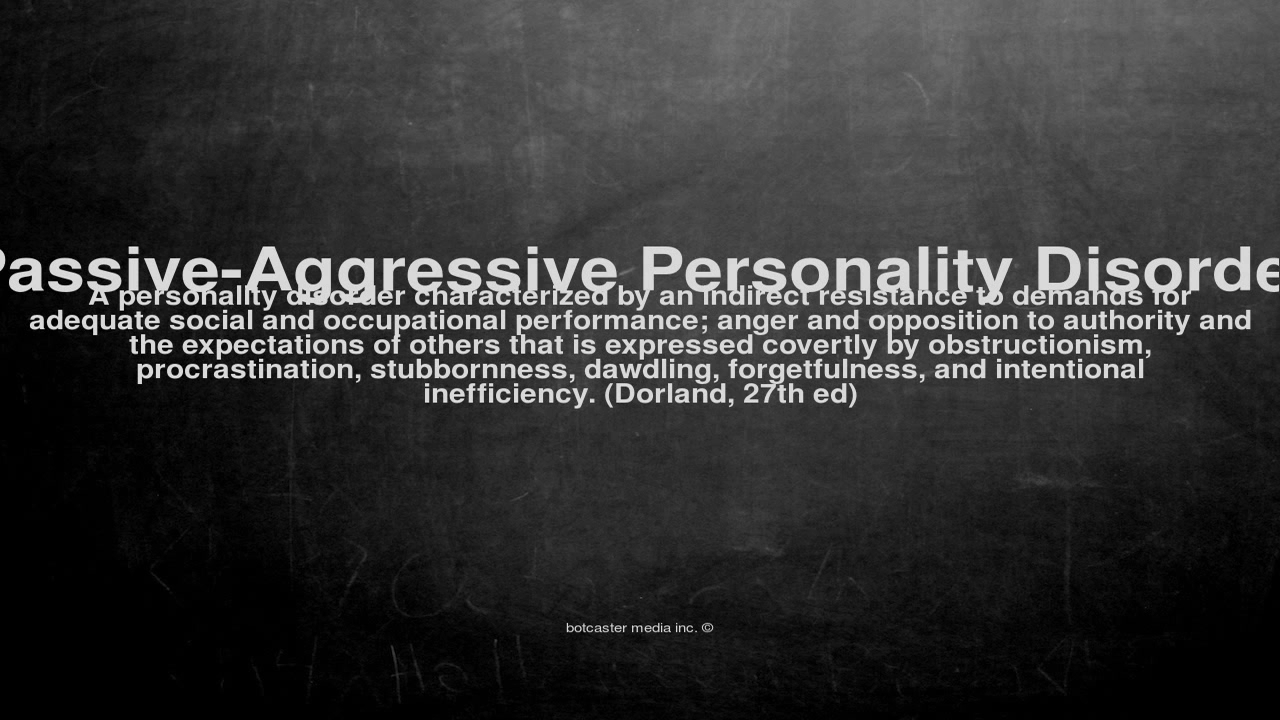 Passive-Aggressive Personality Disorde
A personality disorder characterized by an indirect resistance to demands for
adequate social and occupational performance; anger and opposition to authority and
the expectations of others that is expressed covertly by obstructionism,
procrastination, stubbornness, dawdling, forgetfulness, and intentional
inefficiency. (Dorland, 27th ed)
botcaster media inc. ©